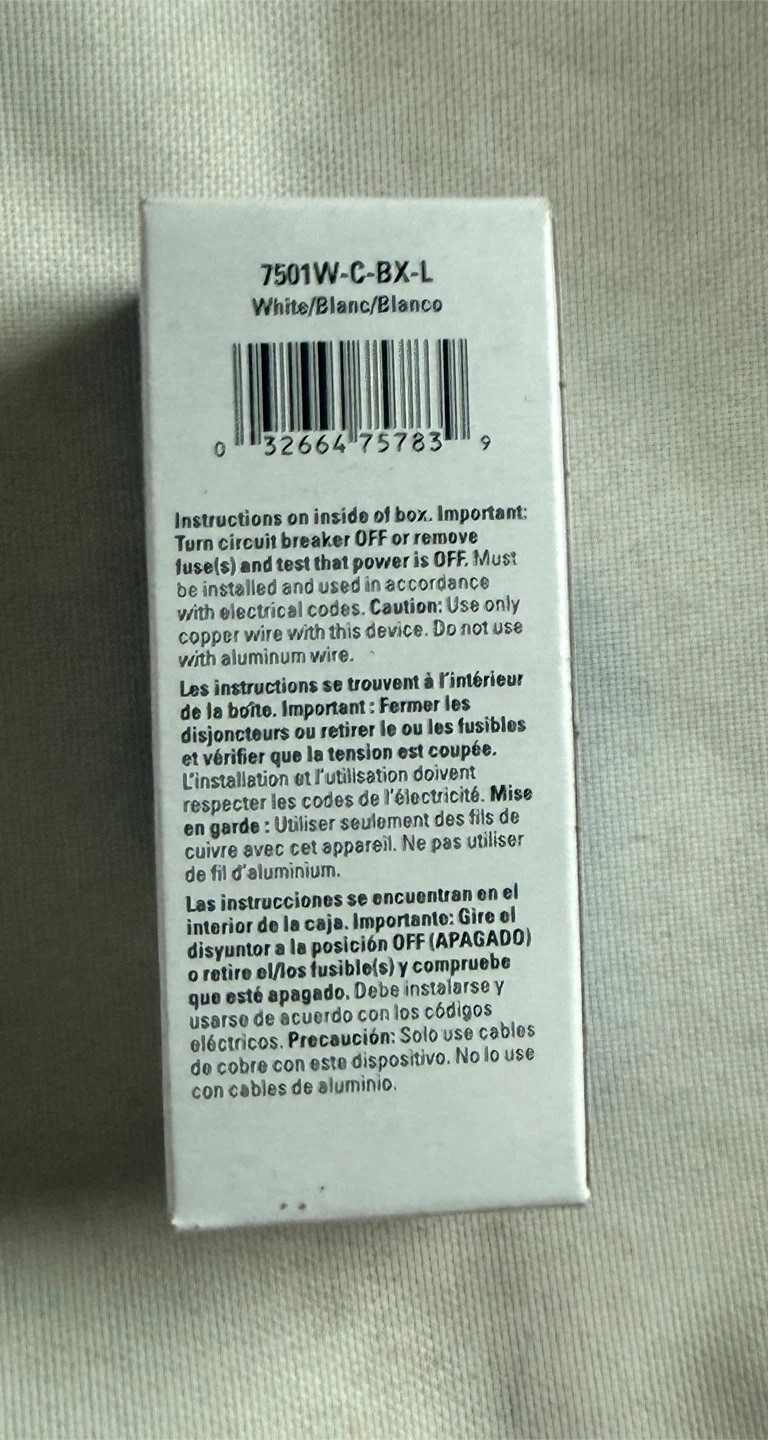 7501W-C-BX-L
White/Blanc/Blanco
0 32664 75783 9
Instructions on inside of box. Important:
Turn circuit breaker OFF or remove
fuse(s) and test that power is OFF. Must
be installed and used in accordance
with electrical codes. Caution: Use only
copper wire with this device. Do not use
with aluminum wire.
Les instructions se trouvent à l'intérieur
de la boîte. Important : Fermer les
disjoncteurs ou retirer le ou les fusibles
et vérifier que la tension est coupée.
L'installation et l'utilisation doivent
respecter les codes de l'électricité. Mise
en garde : Utiliser seulement des fils de
cuivre avec cet appareil. Ne pas utiliser
de fil d'aluminium.
Las instrucciones se encuentran en el
interior de la caja. Importante: Gire el
disyuntor a la posición OFF (APAGADO)
o retire el/los fusible(s) y compruebe
que esté apagado. Debe instalarse y
usarse de acuerdo con los códigos
eléctricos. Precaución: Solo use cables
de cobre con este dispositivo. No lo use
con cables de aluminio.